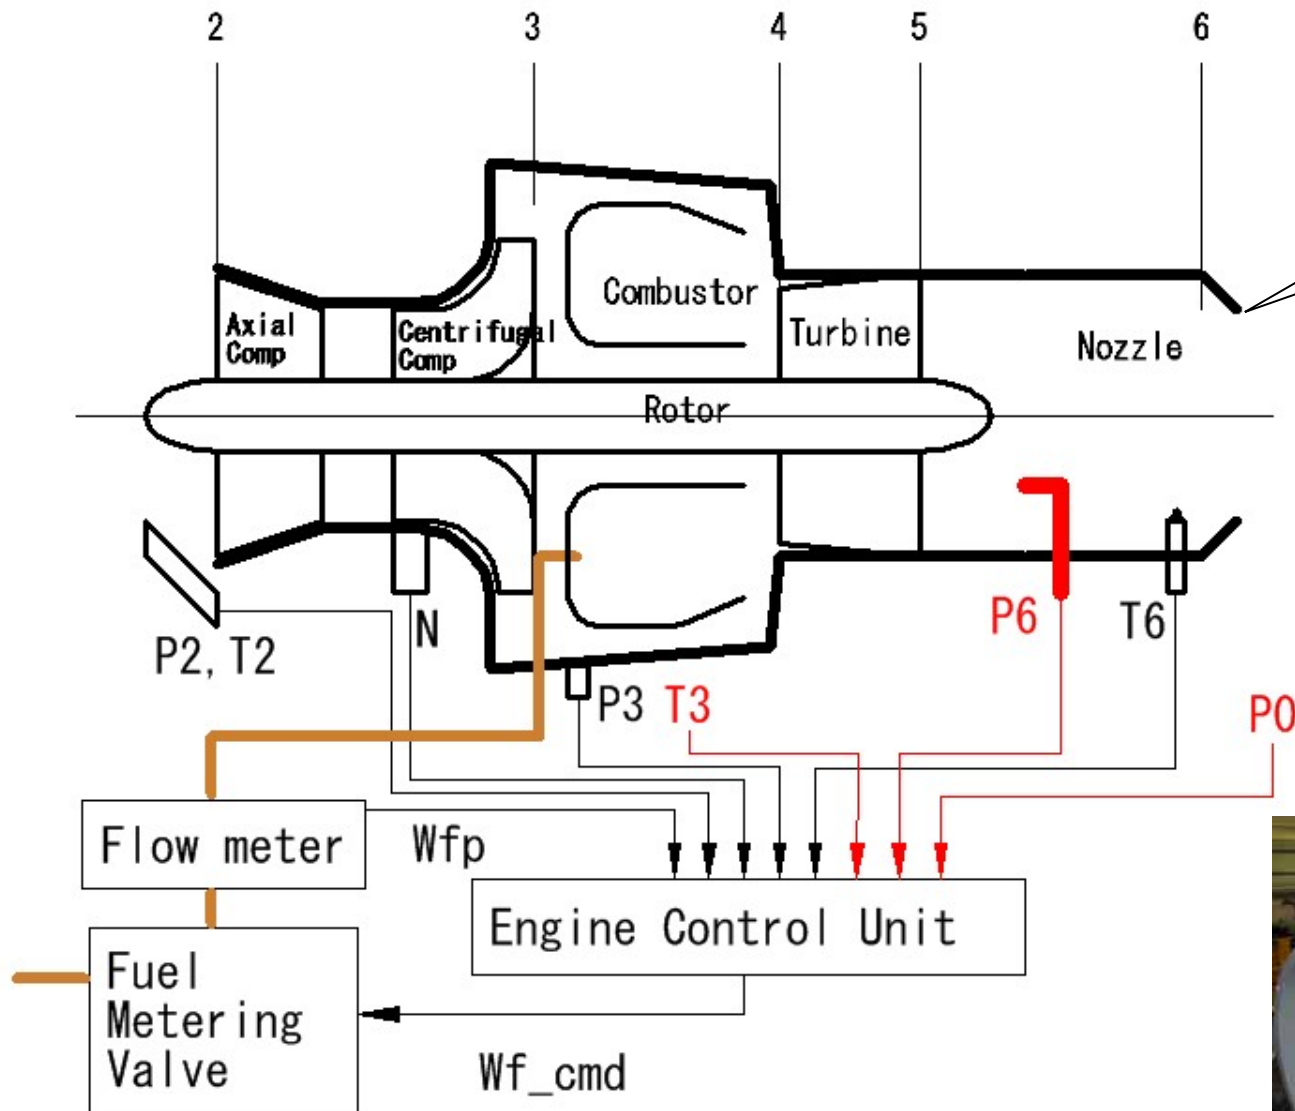 2
3
4
5
6
Axial
Comp
Centrifugal
Comp
Combustor
Turbine
Nozzle
Rotor
P2, T2
N
P3
T3
P6
T6
P0
Flow meter
Wfp
Engine Control Unit
Fuel
Metering
Valve
Wf_cmd